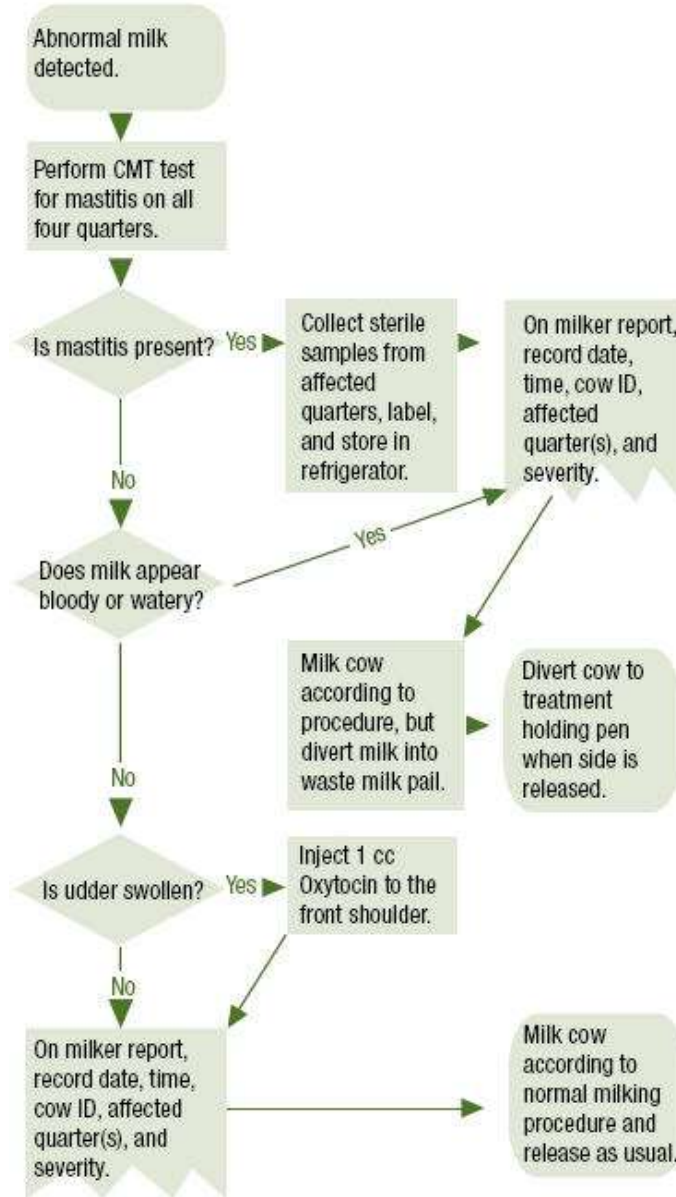 Abnormal milk
detected.
Perform CMT test
for mastitis on all
four quarters.
Is mastitis present?
Yes
Collect sterile
samples from
affected
quarters, label,
and store in
refrigerator.
On milker report,
record date,
time, cow ID,
affected
quarter(s), and
severity.
No
Yes
Does milk appear
bloody or watery?
Milk cow
according to
procedure, but
divert milk into
waste milk pail.
Divert cow to
treatment
holding pen
when side is
released.
No
Is udder swollen?
Yes
Inject 1 cc
Oxytocin to the
front shoulder.
No
On milker report,
record date, time,
cow ID, affected
quarter(s), and
severity.
Milk cow
according to
normal milking
procedure and
release as usual.